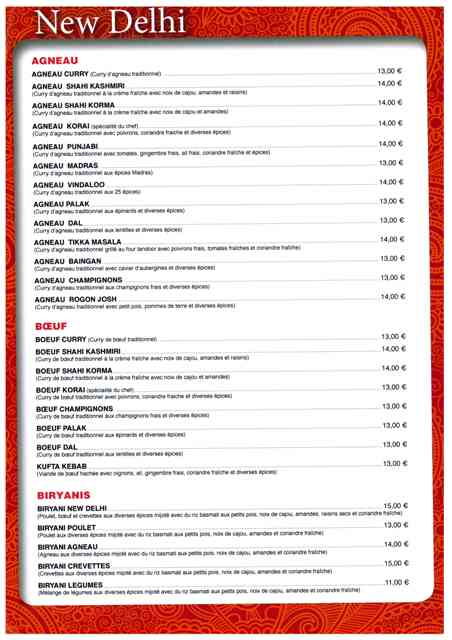 New Delhi
AGNEAU
AGNEAU CURRY (Curry d'agneau traditionnel) 13,00 €
AGNEAU SHAHI KASHMIRI 14,00 €
(Curry d'agneau traditionnel à la crème fraîche avec noix de cajou, amandes et raisins)
AGNEAU SHAHI KORMA 14,00 €
(Curry d'agneau traditionnel à la crème fraîche avec noix de cajou et amandes)
AGNEAU KORAI (spécialité du chef) 14,00 €
(Curry d'agneau traditionnel avec poivrons, coriandre fraîche et diverses épices)
AGNEAU PUNJABI 14,00 €
(Curry d'agneau traditionnel avec tomates, gingembre frais, ail frais, coriandre fraîche et épices)
AGNEAU MADRAS 13,00 €
(Curry d'agneau traditionnel aux épices Madras)
AGNEAU VINDALOO 14,00 €
(Curry d'agneau traditionnel aux 25 épices)
AGNEAU PALAK 13,00 €
(Curry d'agneau traditionnel aux épinards et diverses épices)
AGNEAU DAL 13,00 €
(Curry d'agneau traditionnel aux lentilles et diverses épices)
AGNEAU TIKKA MASALA 14,00 €
(Curry d'agneau traditionnel grillé au four tandoor avec poivrons frais, tomates fraîches et coriandre fraîche)
AGNEAU BAINGAN 13,00 €
(Curry d'agneau traditionnel avec caviar d'aubergines et diverses épices)
AGNEAU CHAMPIGNONS 13,00 €
(Curry d'agneau traditionnel aux champignons frais et diverses épices)
AGNEAU ROGON JOSH 14,00 €
(Curry d'agneau traditionnel avec petit pois, pommes de terre et diverses épices)
BŒUF
BOEUF CURRY (Curry de bœuf traditionnel) 13,00 €
BOEUF SHAHI KASHMIRI 14,00 €
(Curry de bœuf traditionnel à la crème fraîche avec noix de cajou, amandes et raisins)
BOEUF SHAHI KORMA 14,00 €
(Curry de bœuf traditionnel à la crème fraîche avec noix de cajou et amandes)
BOEUF KORAI (spécialité du chef) 13,00 €
(Curry de bœuf traditionnel avec poivrons, coriandre fraîche et diverses épices)
BŒUF CHAMPIGNONS 13,00 €
(Curry de bœuf traditionnel aux champignons frais et diverses épices)
BOEUF PALAK 13,00 €
(Curry de bœuf traditionnel aux épinards et diverses épices)
BOEUF DAL 13,00 €
(Curry de bœuf traditionnel aux lentilles et diverses épices)
KUFTA KEBAB 13,00 €
(Viande de bœuf hachée avec oignons, ail, gingembre frais, coriandre fraîche et diverses épices)
BIRYANIS
BIRYANI NEW DELHI 15,00 €
(Poulet, bœuf et crevettes aux diverses épices mijoté avec du riz basmati aux petits pois, noix de cajou, amandes, raisins secs et coriandre fraîche)
BIRYANI POULET 13,00 €
(Poulet aux diverses épices mijoté avec du riz basmati aux petits pois, noix de cajou, amandes et coriandre fraîche)
BIRYANI AGNEAU 14,00 €
(Agneau aux diverses épices mijoté avec du riz basmati aux petits pois, noix de cajou, amandes et coriandre fraîche)
BIRYANI CREVETTES 15,00 €
(Crevettes aux diverses épices mijoté avec du riz basmati aux petits pois, noix de cajou, amandes et coriandre fraîche)
BIRYANI LEGUMES 11,00 €
(Mélange de légumes aux diverses épices mijoté avec du riz basmati aux petits pois, noix de cajou, amandes et coriandre fraîche)